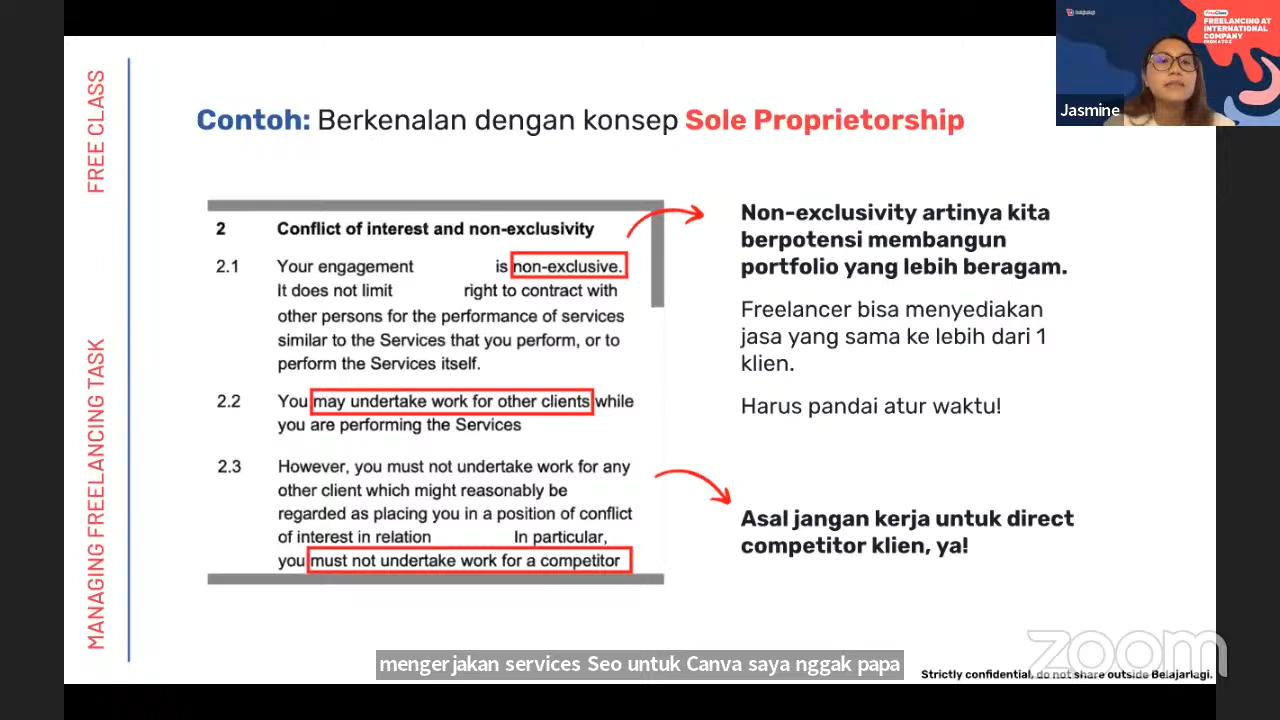 FREE CLASS
MANAGING FREELANCING TASK
Contoh: Berkenalan dengan konsep Sole Proprietorship
2 Conflict of interest and non-exclusivity
2.1 Your engagement is non-exclusive.
It does not limit right to contract with
other persons for the performance of services
similar to the Services that you perform, or to
perform the Services itself.
2.2 You may undertake work for other clients while
you are performing the Services
2.3 However, you must not undertake work for any
other client which might reasonably be
regarded as placing you in a position of conflict
of interest in relation In particular,
you must not undertake work for a competitor
Non-exclusivity artinya kita
berpotensi membangun
portfolio yang lebih beragam.
Freelancer bisa menyediakan
jasa yang sama ke lebih dari 1
klien.
Harus pandai atur waktu!
Asal jangan kerja untuk direct
competitor klien, ya!
belajarlagi
FreeClass
FREELANCING AT
INTERNATIONAL
COMPANY
FROM A TO Z
Jasmine
mengerjakan services Seo untuk Canva saya nggak papa
zoom
Strictly confidential, do not share outside Belajarlagi.